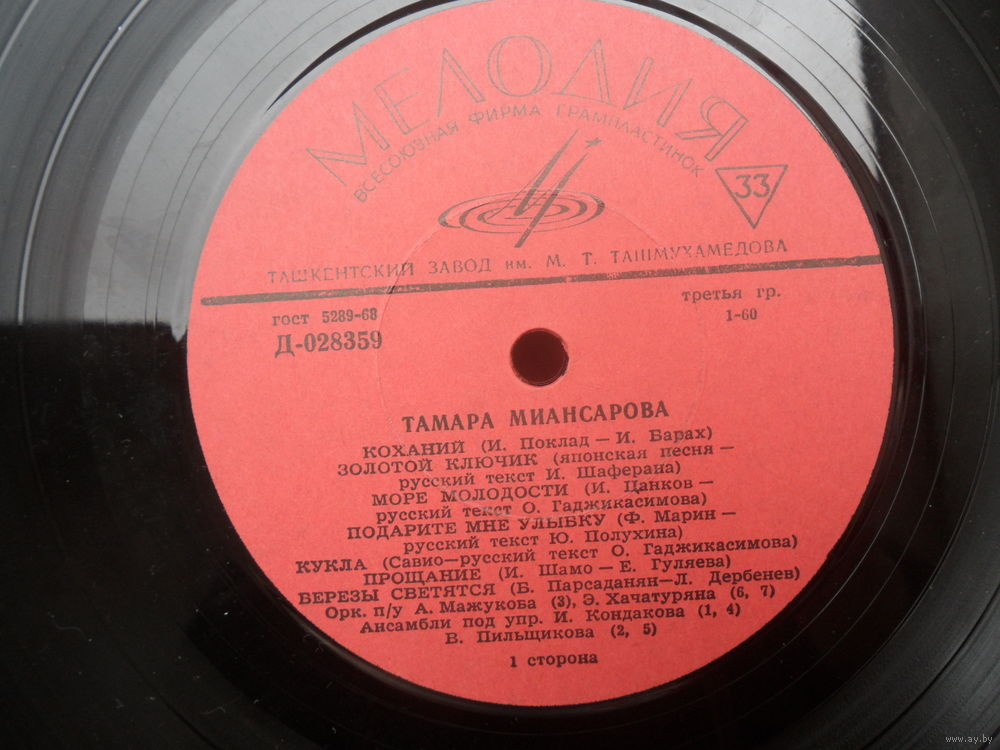 МЕЛОДИЯ
ВСЕСОЮЗНАЯ ФИРМА ГРАМПЛАСТИНОК
33
ТАШКЕНТСКИЙ ЗАВОД им. М. Т. ТАШМУХАМЕДОВА
гост 5289-68
третья гр.
Д-028359
1-60
ТАМАРА МИАНСАРОВА
КОХАНИЙ (И. Поклад — И. Барах)
ЗОЛОТОЙ КЛЮЧИК (японская песня —
русский текст И. Шаферана)
МОРЕ МОЛОДОСТИ (И. Цанков —
русский текст О. Гаджикасимова)
ПОДАРИТЕ МНЕ УЛЫБКУ (Ф. Марин —
русский текст Ю. Полухина)
КУКЛА (Савио—русский текст О. Гаджикасимова)
ПРОЩАНИЕ (И. Шамо — Е. Гуляева)
БЕРЕЗЫ СВЕТЯТСЯ (Б. Парсаданян—Л. Дербенев)
Орк. п/у А. Мажукова (3), Э. Хачатуряна (6, 7)
Ансамбли под упр. И. Кондакова (1, 4)
В. Пильщикова (2, 5)
1 сторона
www.ay.by